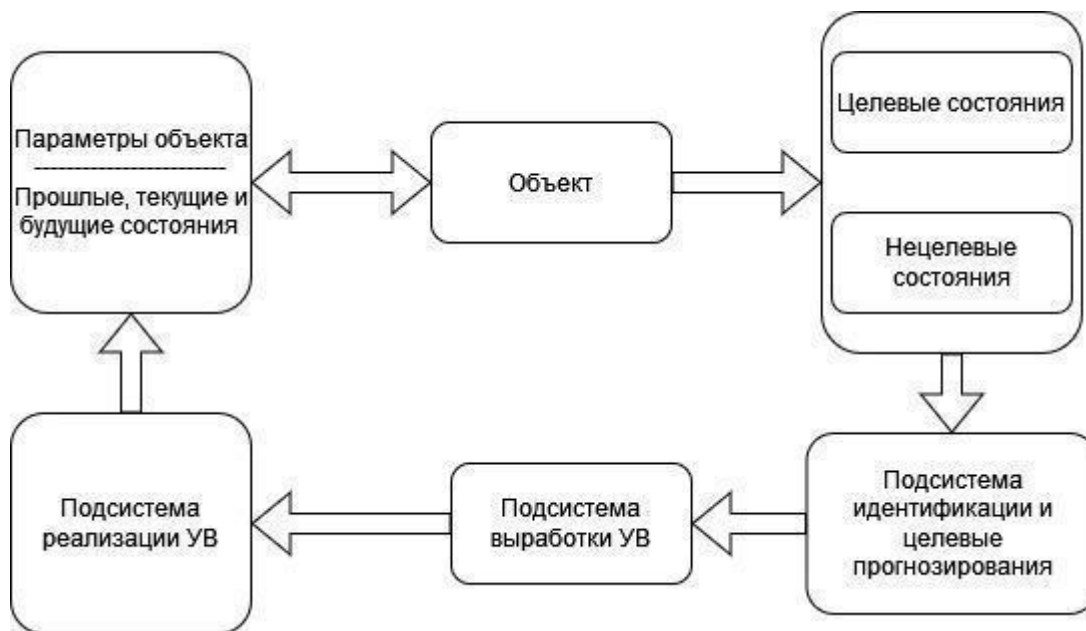 Параметры объекта
--------------------------
Прошлые, текущие и
будущие состояния
Объект
Целевые состояния
Нецелевые
состояния
Подсистема
реализации УВ
Подсистема
выработки УВ
Подсистема
идентификации и
целевые
прогнозирования